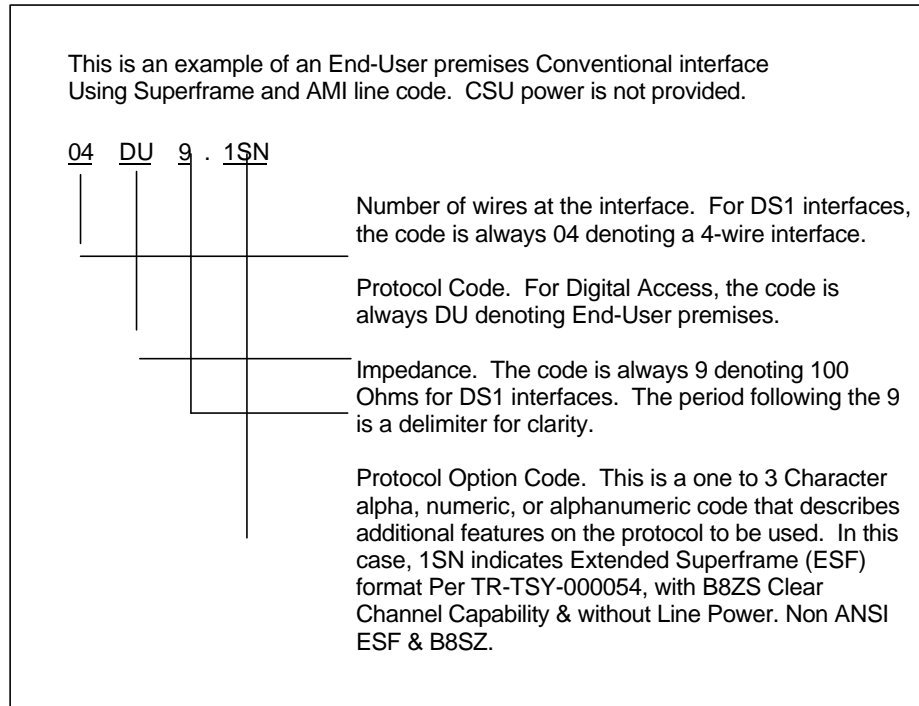 This is an example of an End-User premises Conventional interface
Using Superframe and AMI line code. CSU power is not provided.
04 DU 9 . 1SN
Number of wires at the interface. For DS1 interfaces,
the code is always 04 denoting a 4-wire interface.
Protocol Code. For Digital Access, the code is
always DU denoting End-User premises.
Impedance. The code is always 9 denoting 100
Ohms for DS1 interfaces. The period following the 9
is a delimiter for clarity.
Protocol Option Code. This is a one to 3 Character
alpha, numeric, or alphanumeric code that describes
additional features on the protocol to be used. In this
case, 1SN indicates Extended Superframe (ESF)
format Per TR-TSY-000054, with B8ZS Clear
Channel Capability & without Line Power. Non ANSI
ESF & B8SZ.